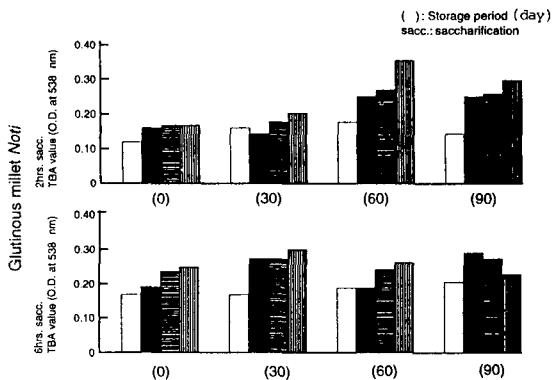 ( ): Storage period (day)
sacc.: saccharification
Glutinous millet Noti
2hrs. sacc.
TBA value (O.D. at 538 nm)
0.40
0.20
0.10
0
(0) (30) (60) (90)
6hrs. sacc.
TBA value (O.D. at 538 nm)
0.40
0.30
0.20
0.10
0
(0) (30) (60) (90)